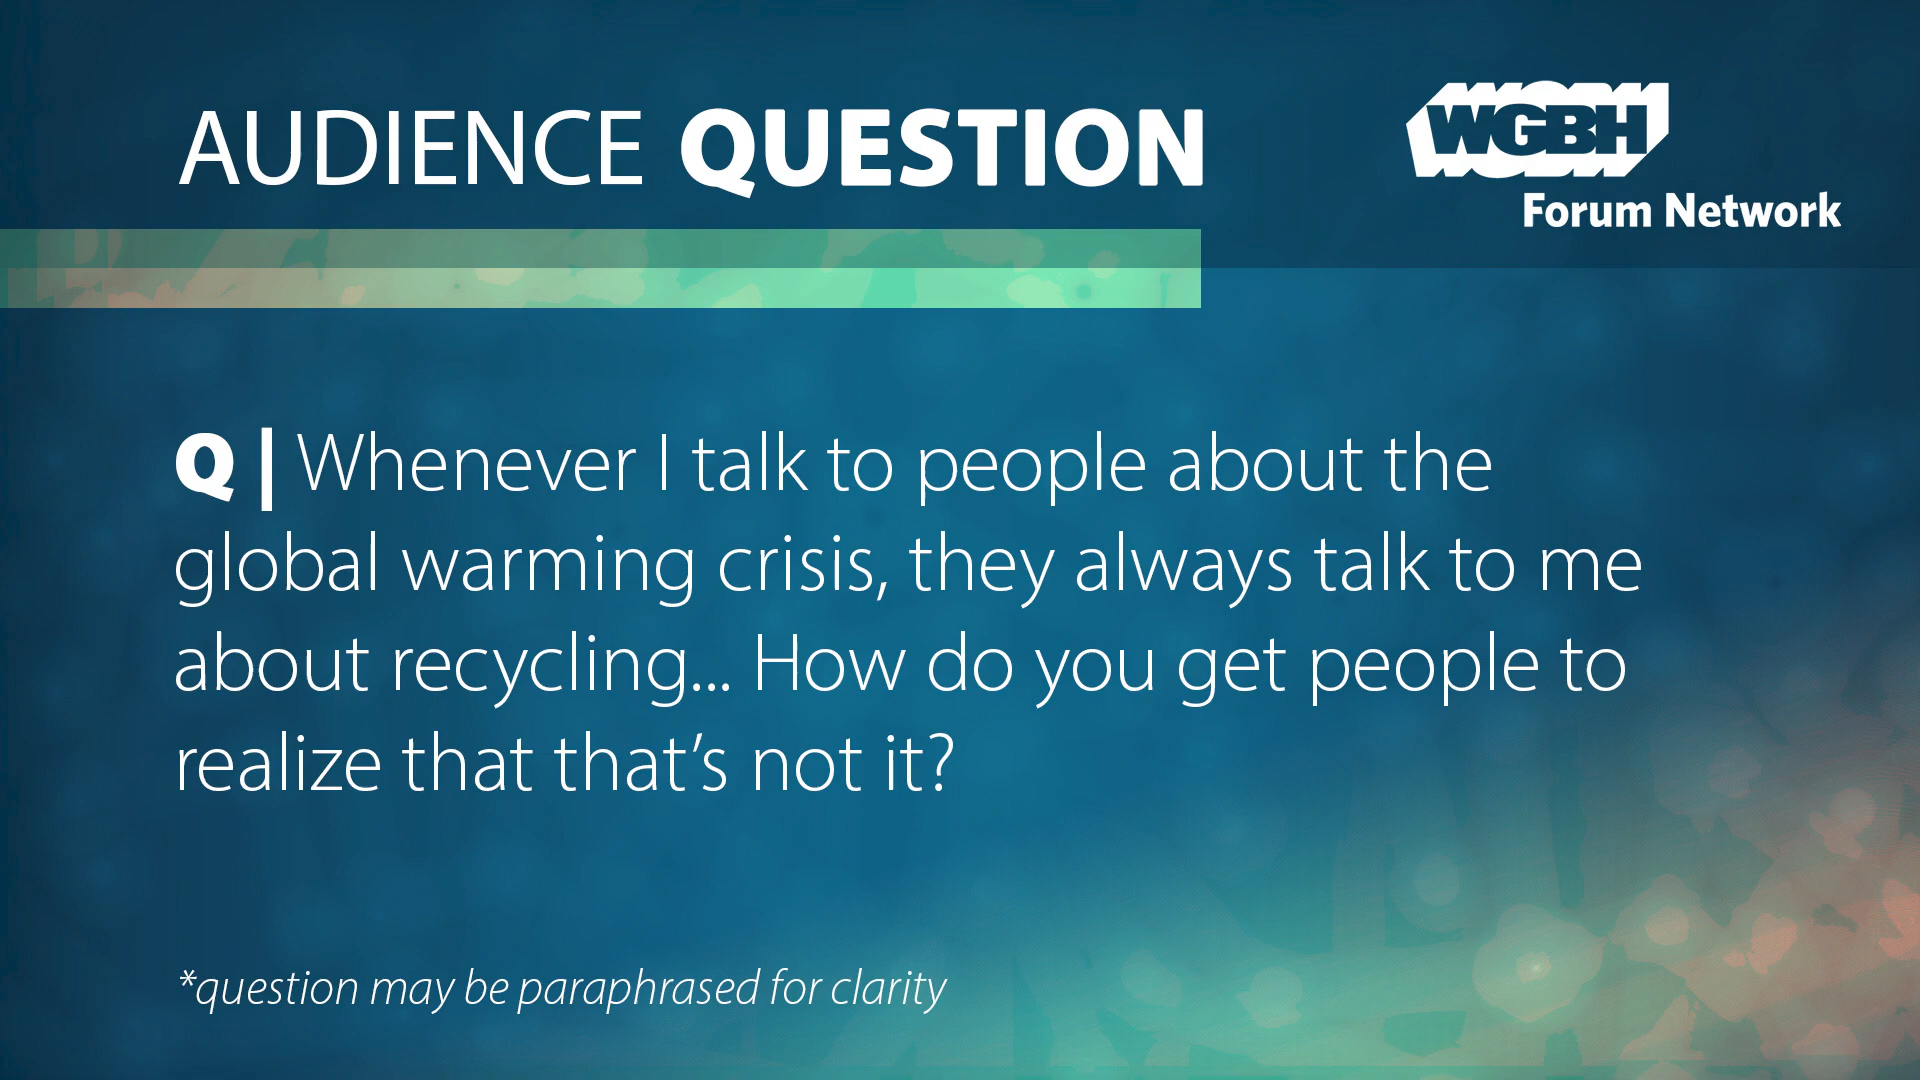 AUDIENCE QUESTION
WGBH
Forum Network
Q | Whenever I talk to people about the
global warming crisis, they always talk to me
about recycling... How do you get people to
realize that that’s not it?
*question may be paraphrased for clarity